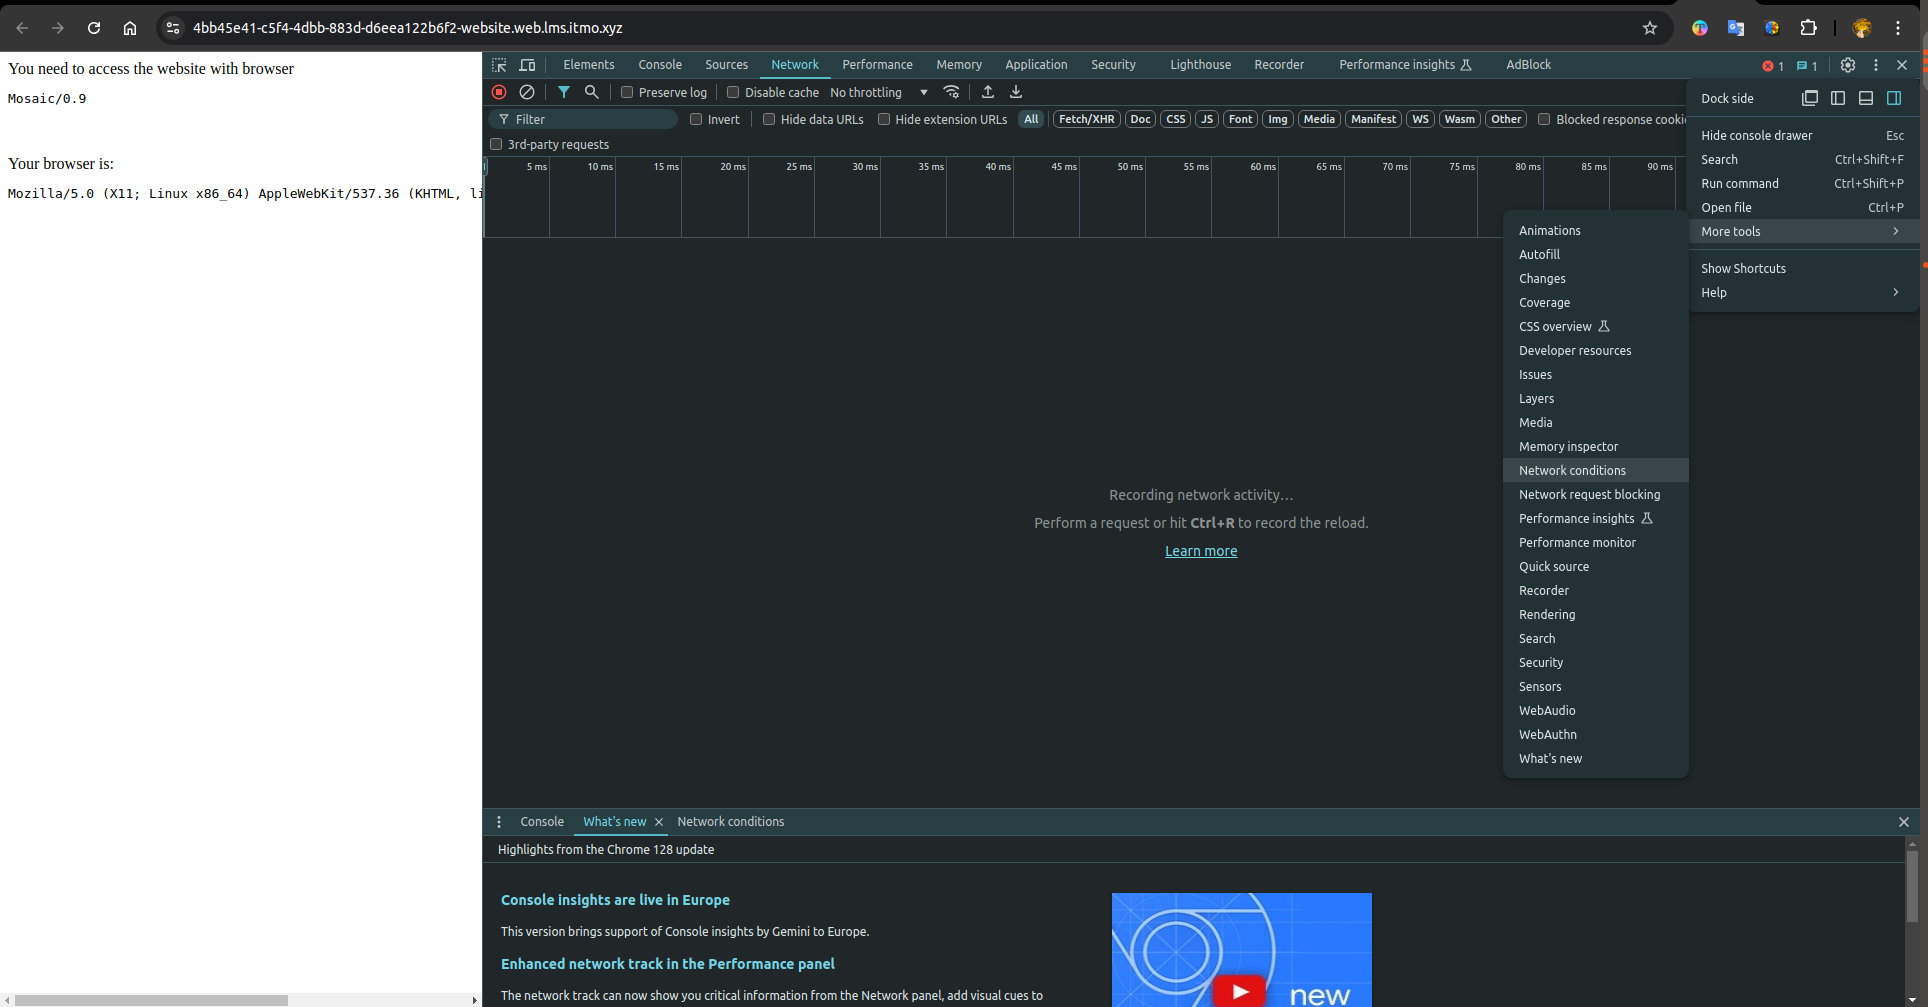 4bb45e41-c5f4-4dbb-883d-d6eea122b6f2-website.web.lms.itmo.xyz
You need to access the website with browser
Mosaic/0.9
Your browser is:
Mozilla/5.0 (X11; Linux x86_64) AppleWebKit/537.36 (KHTML, li
Elements Console Sources Network Performance Memory Application Security Lighthouse Recorder Performance insights AdBlock 1 1
Preserve log Disable cache No throttling
Filter Invert Hide data URLs Hide extension URLs All Fetch/XHR Doc CSS JS Font Img Media Manifest WS Wasm Other Blocked response cooki
3rd-party requests
5 ms 10 ms 15 ms 20 ms 25 ms 30 ms 35 ms 40 ms 45 ms 50 ms 55 ms 60 ms 65 ms 70 ms 75 ms 80 ms 85 ms 90 ms
Recording network activity…
Perform a request or hit Ctrl+R to record the reload.
Learn more
Dock side
Hide console drawer Esc
Search Ctrl+Shift+F
Run command Ctrl+Shift+P
Open file Ctrl+P
More tools
Show Shortcuts
Help
Animations
Autofill
Changes
Coverage
CSS overview
Developer resources
Issues
Layers
Media
Memory inspector
Network conditions
Network request blocking
Performance insights
Performance monitor
Quick source
Recorder
Rendering
Search
Security
Sensors
WebAudio
WebAuthn
What's new
Console What's new Network conditions
Highlights from the Chrome 128 update
Console insights are live in Europe
This version brings support of Console insights by Gemini to Europe.
Enhanced network track in the Performance panel
The network track can now show you critical information from the Network panel, add visual cues to
new